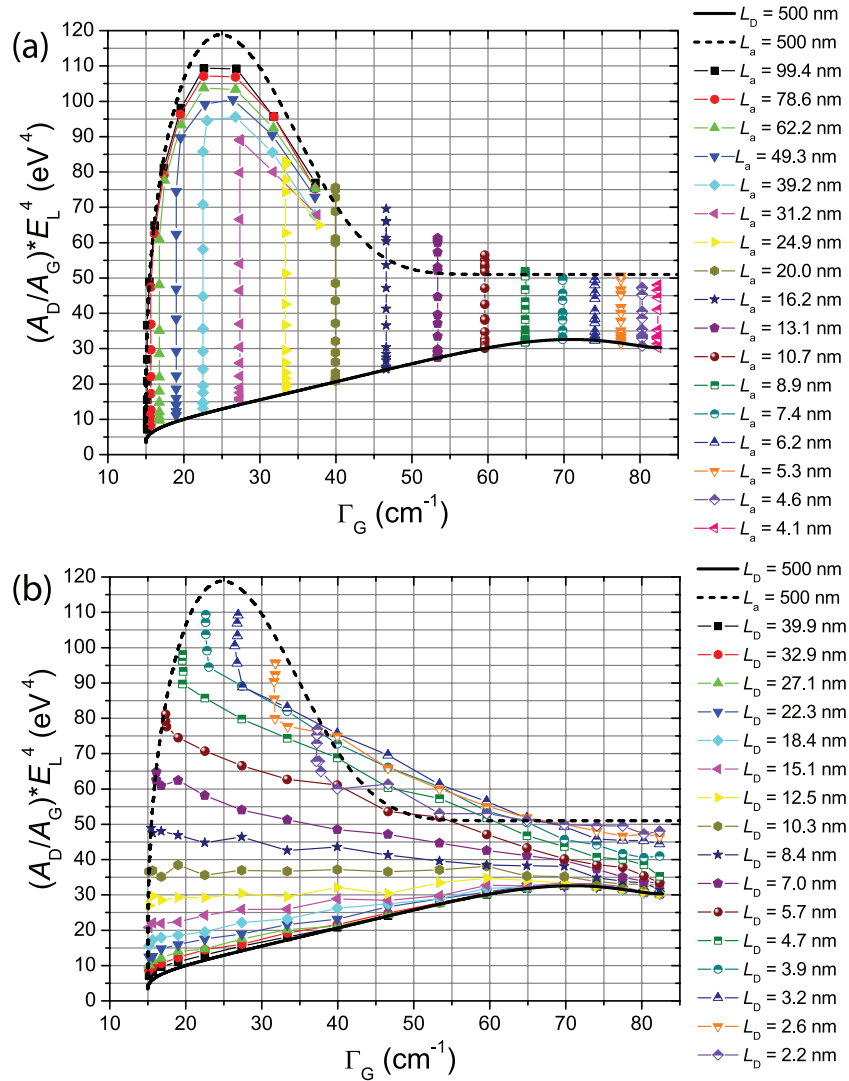 (a)
(A_D/A_G)*E_L^4 (eV^4)
120
110
100
90
80
70
60
50
40
30
20
10
0
10 20 30 40 50 60 70 80
Γ_G (cm^-1)
L_D = 500 nm
L_a = 500 nm
L_a = 99.4 nm
L_a = 78.6 nm
L_a = 62.2 nm
L_a = 49.3 nm
L_a = 39.2 nm
L_a = 31.2 nm
L_a = 24.9 nm
L_a = 20.0 nm
L_a = 16.2 nm
L_a = 13.1 nm
L_a = 10.7 nm
L_a = 8.9 nm
L_a = 7.4 nm
L_a = 6.2 nm
L_a = 5.3 nm
L_a = 4.6 nm
L_a = 4.1 nm
(b)
(A_D/A_G)*E_L^4 (eV^4)
120
110
100
90
80
70
60
50
40
30
20
10
0
10 20 30 40 50 60 70 80
Γ_G (cm^-1)
L_D = 500 nm
L_a = 500 nm
L_D = 39.9 nm
L_D = 32.9 nm
L_D = 27.1 nm
L_D = 22.3 nm
L_D = 18.4 nm
L_D = 15.1 nm
L_D = 12.5 nm
L_D = 10.3 nm
L_D = 8.4 nm
L_D = 7.0 nm
L_D = 5.7 nm
L_D = 4.7 nm
L_D = 3.9 nm
L_D = 3.2 nm
L_D = 2.6 nm
L_D = 2.2 nm